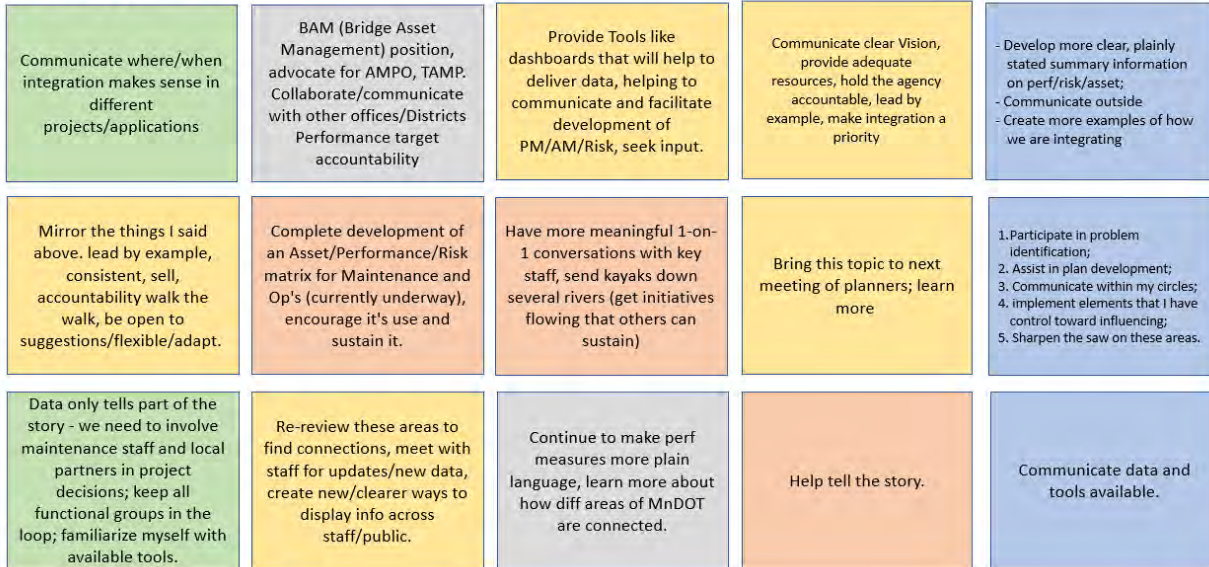 Communicate where/when
integration makes sense in
different
projects/applications
BAM (Bridge Asset
Management) position,
advocate for AMPO, TAMP.
Collaborate/communicate
with other offices/Districts
Performance target
accountability
Provide Tools like
dashboards that will help to
deliver data, helping to
communicate and facilitate
development of
PM/AM/Risk, seek input.
Communicate clear Vision,
provide adequate
resources, hold the agency
accountable, lead by
example, make integration a
priority
- Develop more clear, plainly
stated summary information
on perf/risk/asset;
- Communicate outside
- Create more examples of how
we are integrating
Mirror the things I said
above. lead by example,
consistent, sell,
accountability walk the
walk, be open to
suggestions/flexible/adapt.
Complete development of
an Asset/Performance/Risk
matrix for Maintenance and
Op's (currently underway),
encourage it's use and
sustain it.
Have more meaningful 1-on-
1 conversations with key
staff, send kayaks down
several rivers (get initiatives
flowing that others can
sustain)
Bring this topic to next
meeting of planners; learn
more
1. Participate in problem
identification;
2. Assist in plan development;
3. Communicate within my circles;
4. implement elements that I have
control toward influencing;
5. Sharpen the saw on these areas.
Data only tells part of the
story - we need to involve
maintenance staff and local
partners in project
decisions; keep all
functional groups in the
loop; familiarize myself with
available tools.
Re-review these areas to
find connections, meet with
staff for updates/new data,
create new/clearer ways to
display info across
staff/public.
Continue to make perf
measures more plain
language, learn more about
how diff areas of MnDOT
are connected.
Help tell the story.
Communicate data and
tools available.